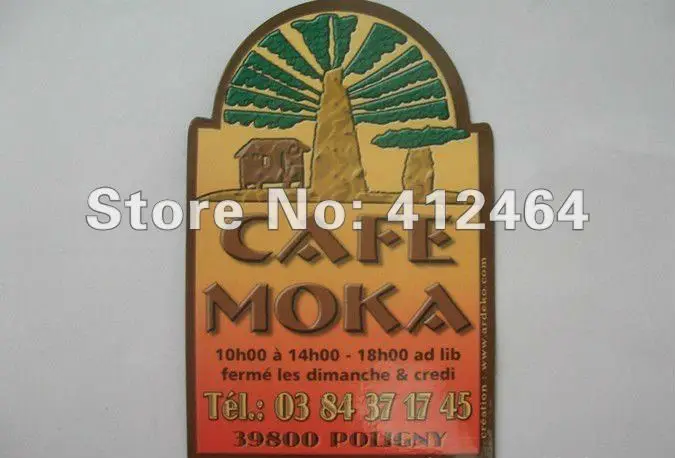 Store No: 412464
CAFE
MOKA
10h00 à 14h00 - 18h00 ad lib
fermé les dimanche & credi
Tél.: 03 84 37 17 45
39800 POLIGNY
création : www.ardeko.com